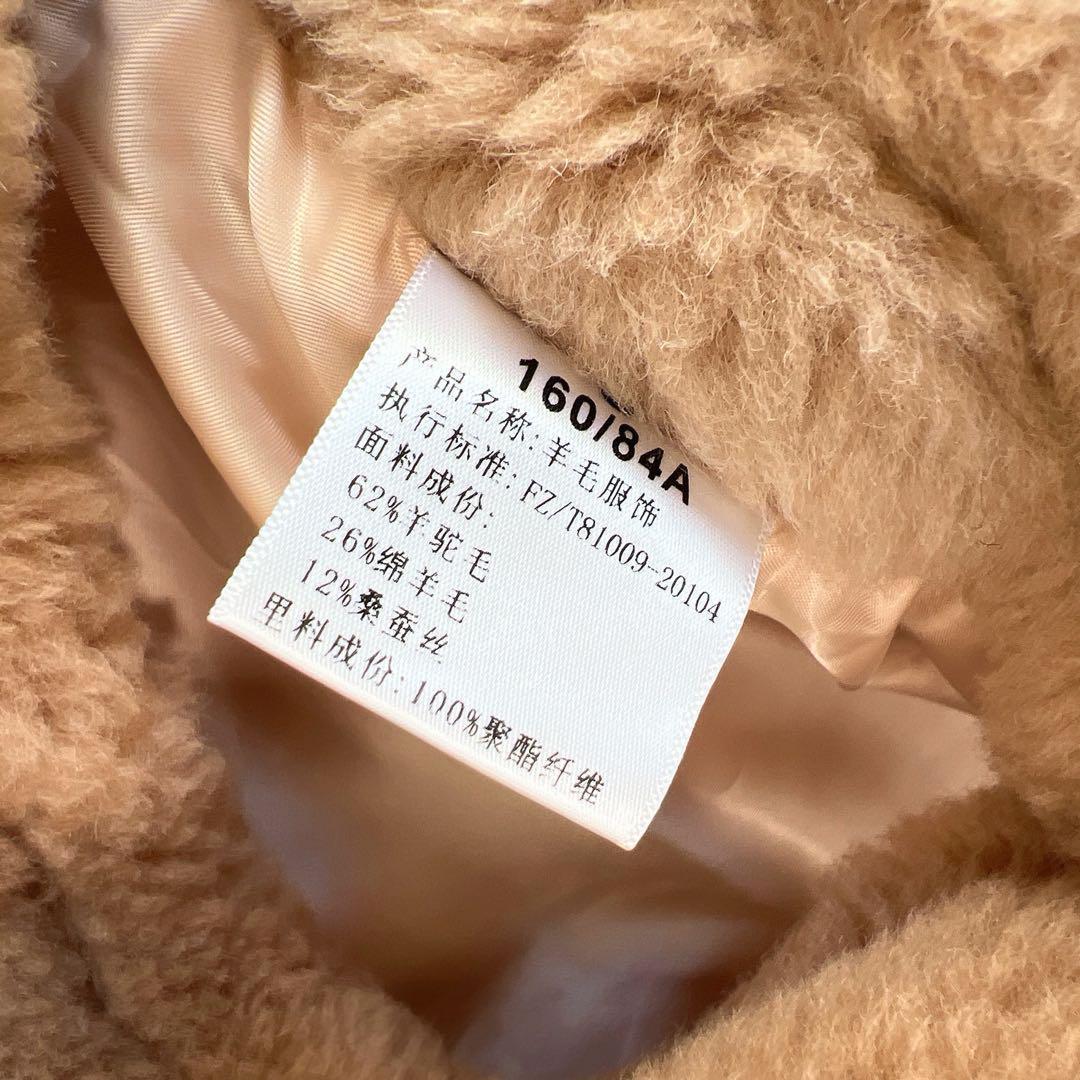 160/84A
产品名称:羊毛服饰
执行标准:FZ/T81009-20104
面料成份:
62%羊驼毛
26%绵羊毛
12%桑蚕丝
里料成份:100%聚酯纤维